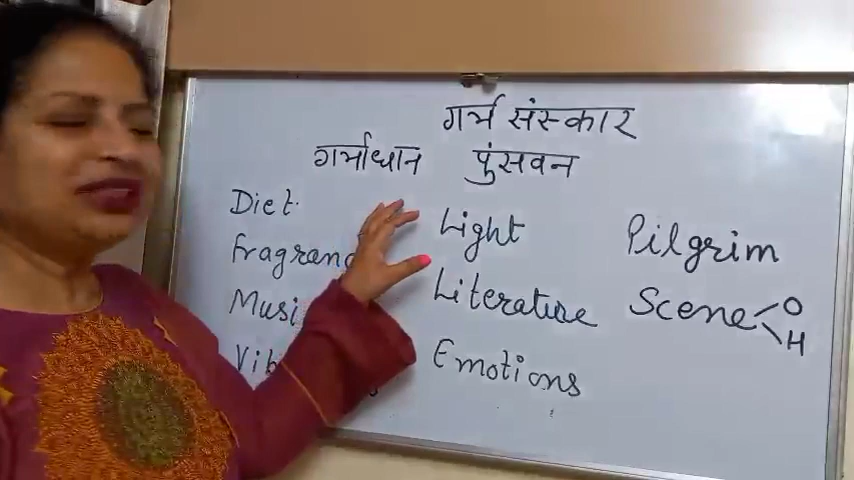 गर्भ संस्कार
गर्भाधान पुंसवन
Diet.
Light
Pilgrim
Literature
Scene < O H
Emotions